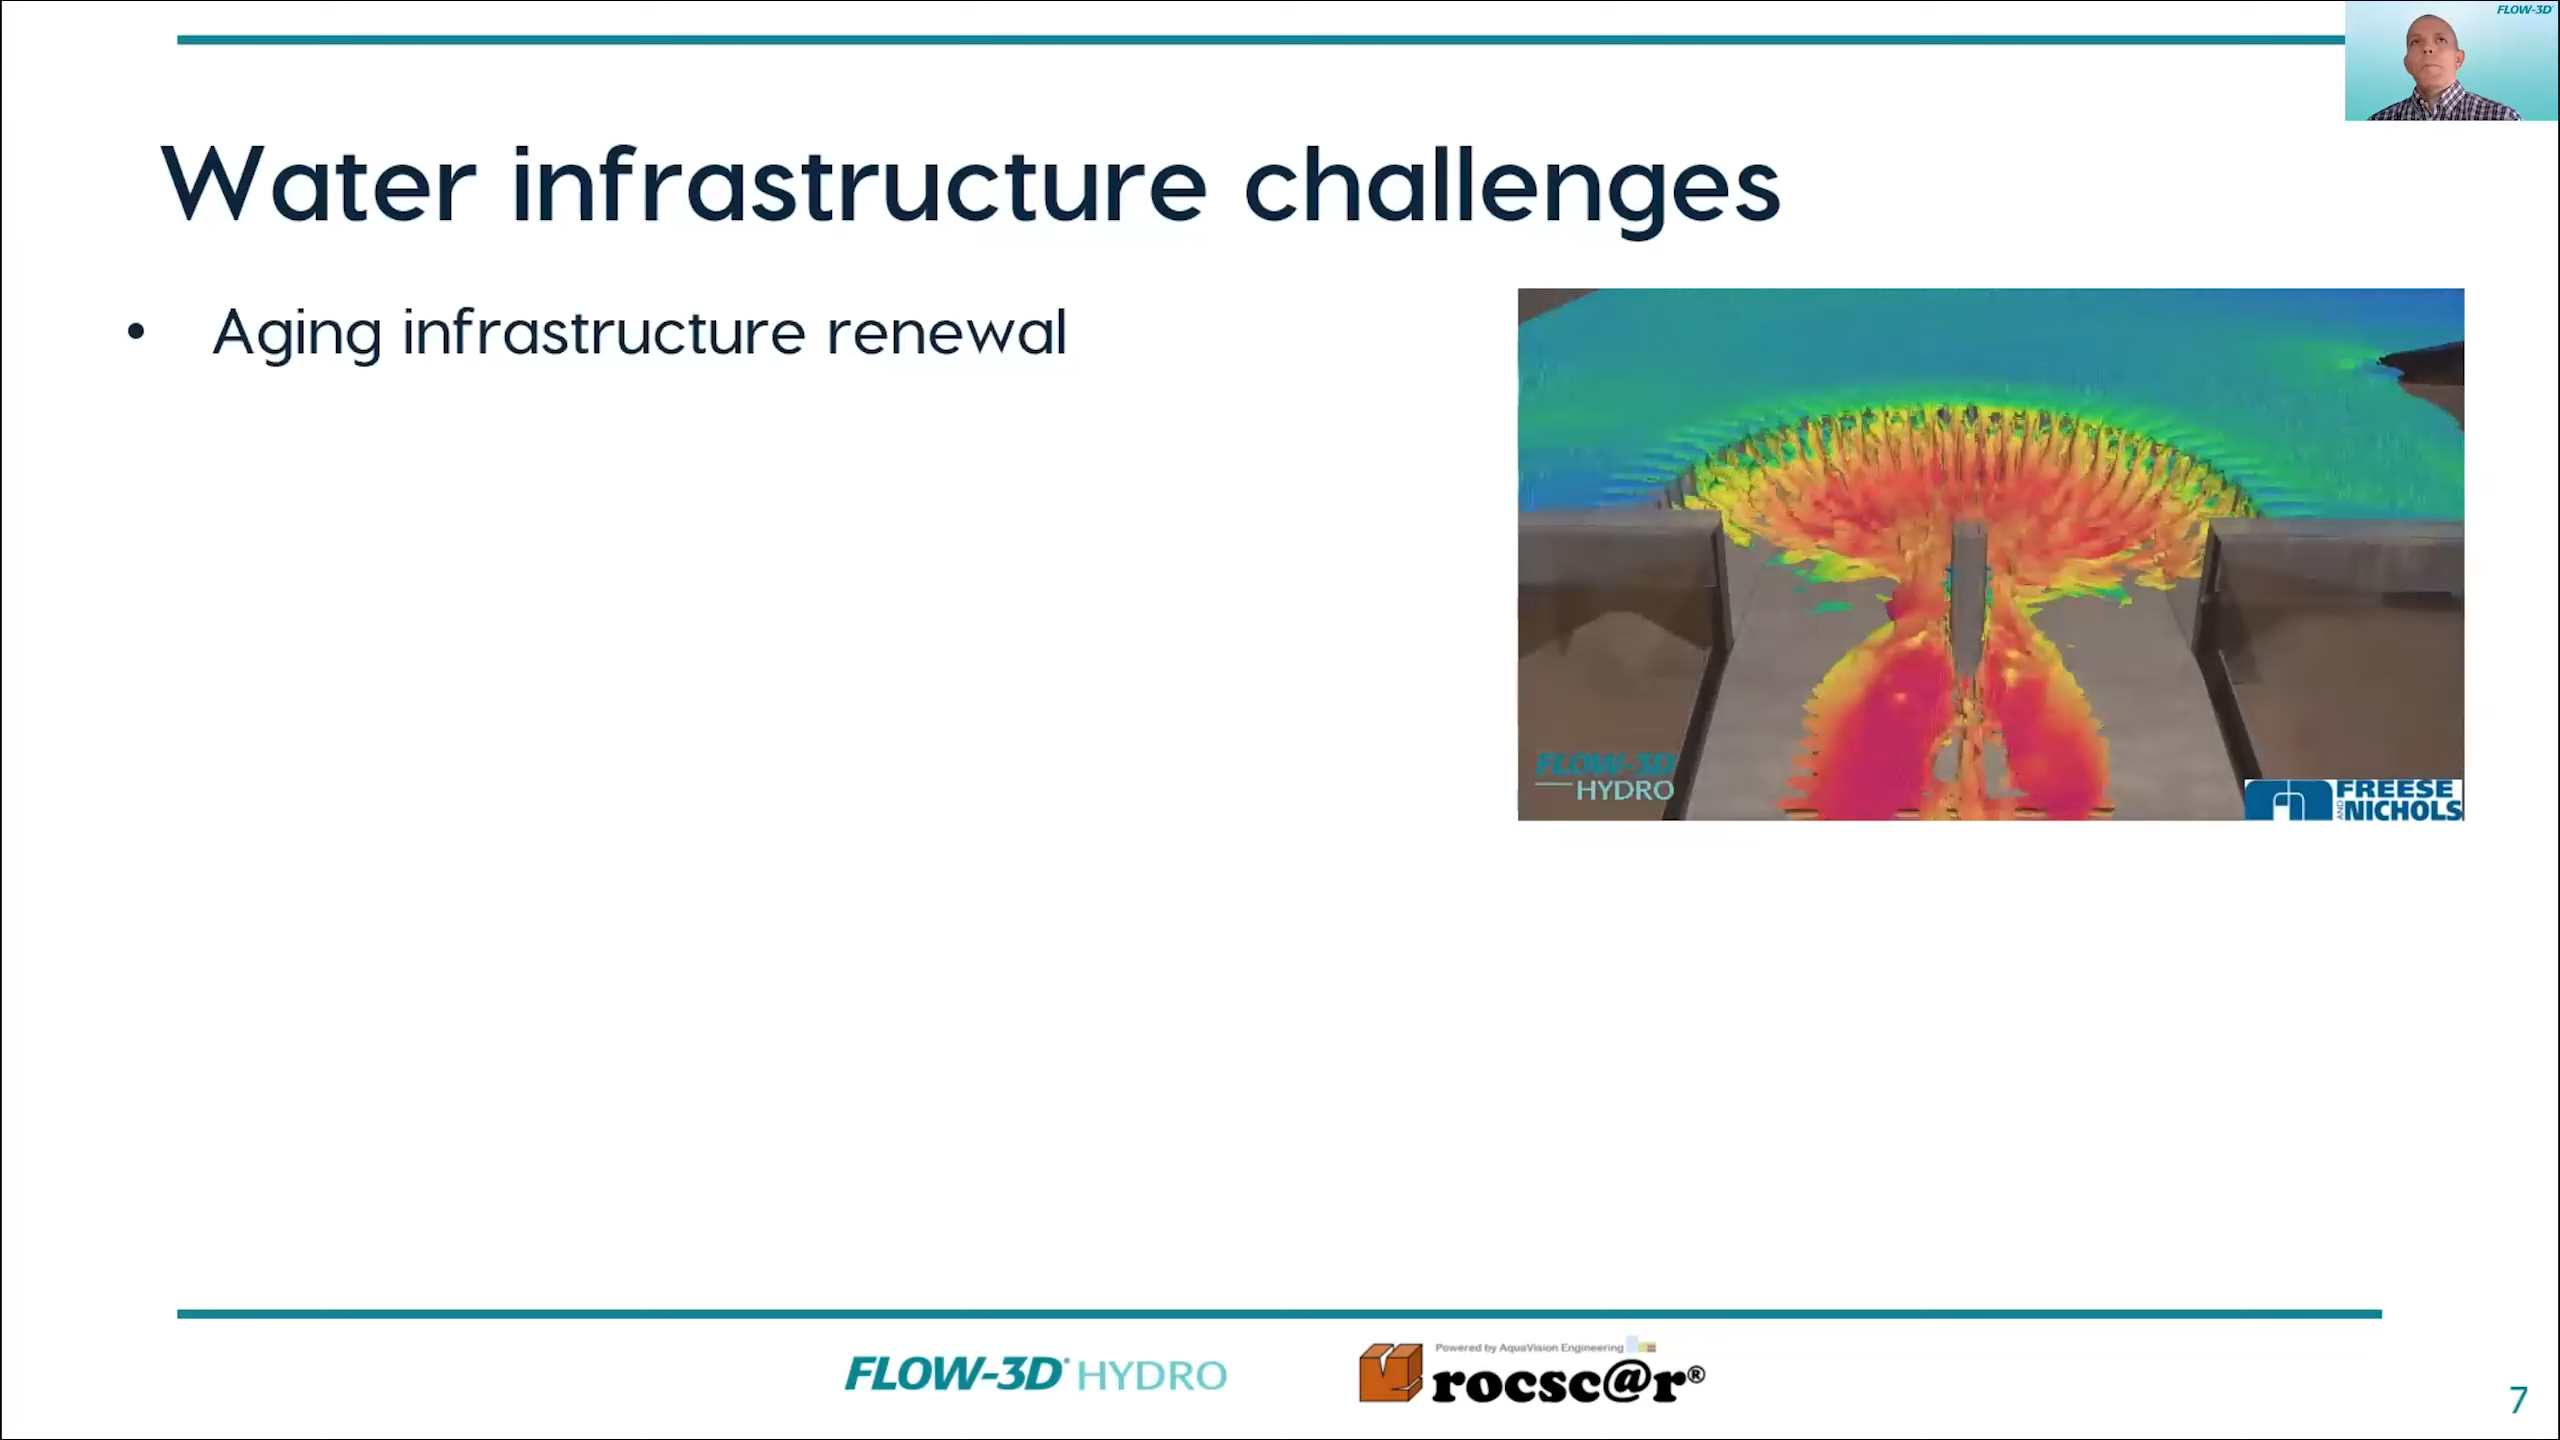 FLOW-3D
Water infrastructure challenges
• Aging infrastructure renewal
FLOW-3D
HYDRO
FREESE
AND NICHOLS
FLOW-3D® HYDRO
Powered by AquaVision Engineering
rocsc@r®
7